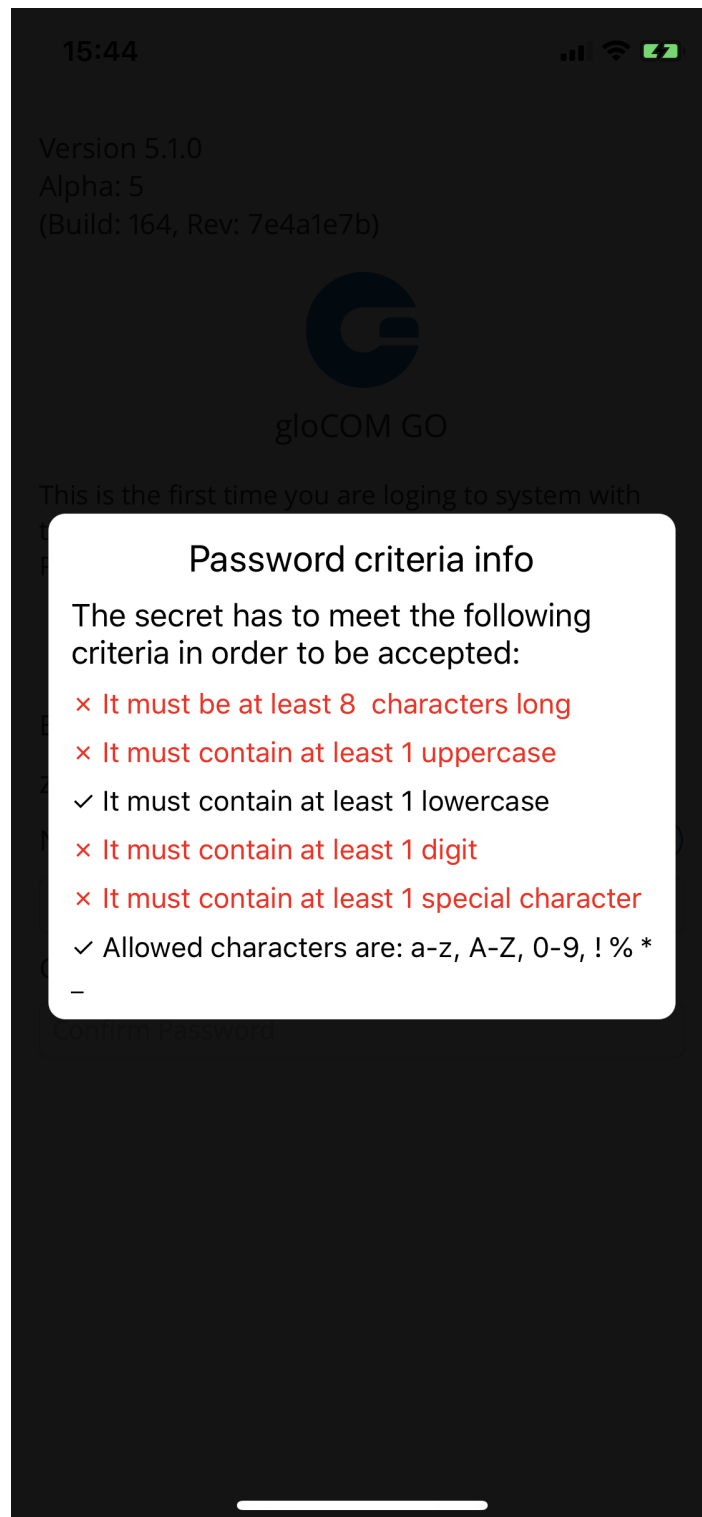 15:44
Version 5.1.0
Alpha: 5
(Build: 164, Rev: 7e4a1e7b)
gloCOM GO
This is the first time you are loging to system with
Password criteria info
The secret has to meet the following
criteria in order to be accepted:
× It must be at least 8  characters long
× It must contain at least 1 uppercase
✓ It must contain at least 1 lowercase
× It must contain at least 1 digit
× It must contain at least 1 special character
✓ Allowed characters are: a-z, A-Z, 0-9, ! % *
_
Confirm Password